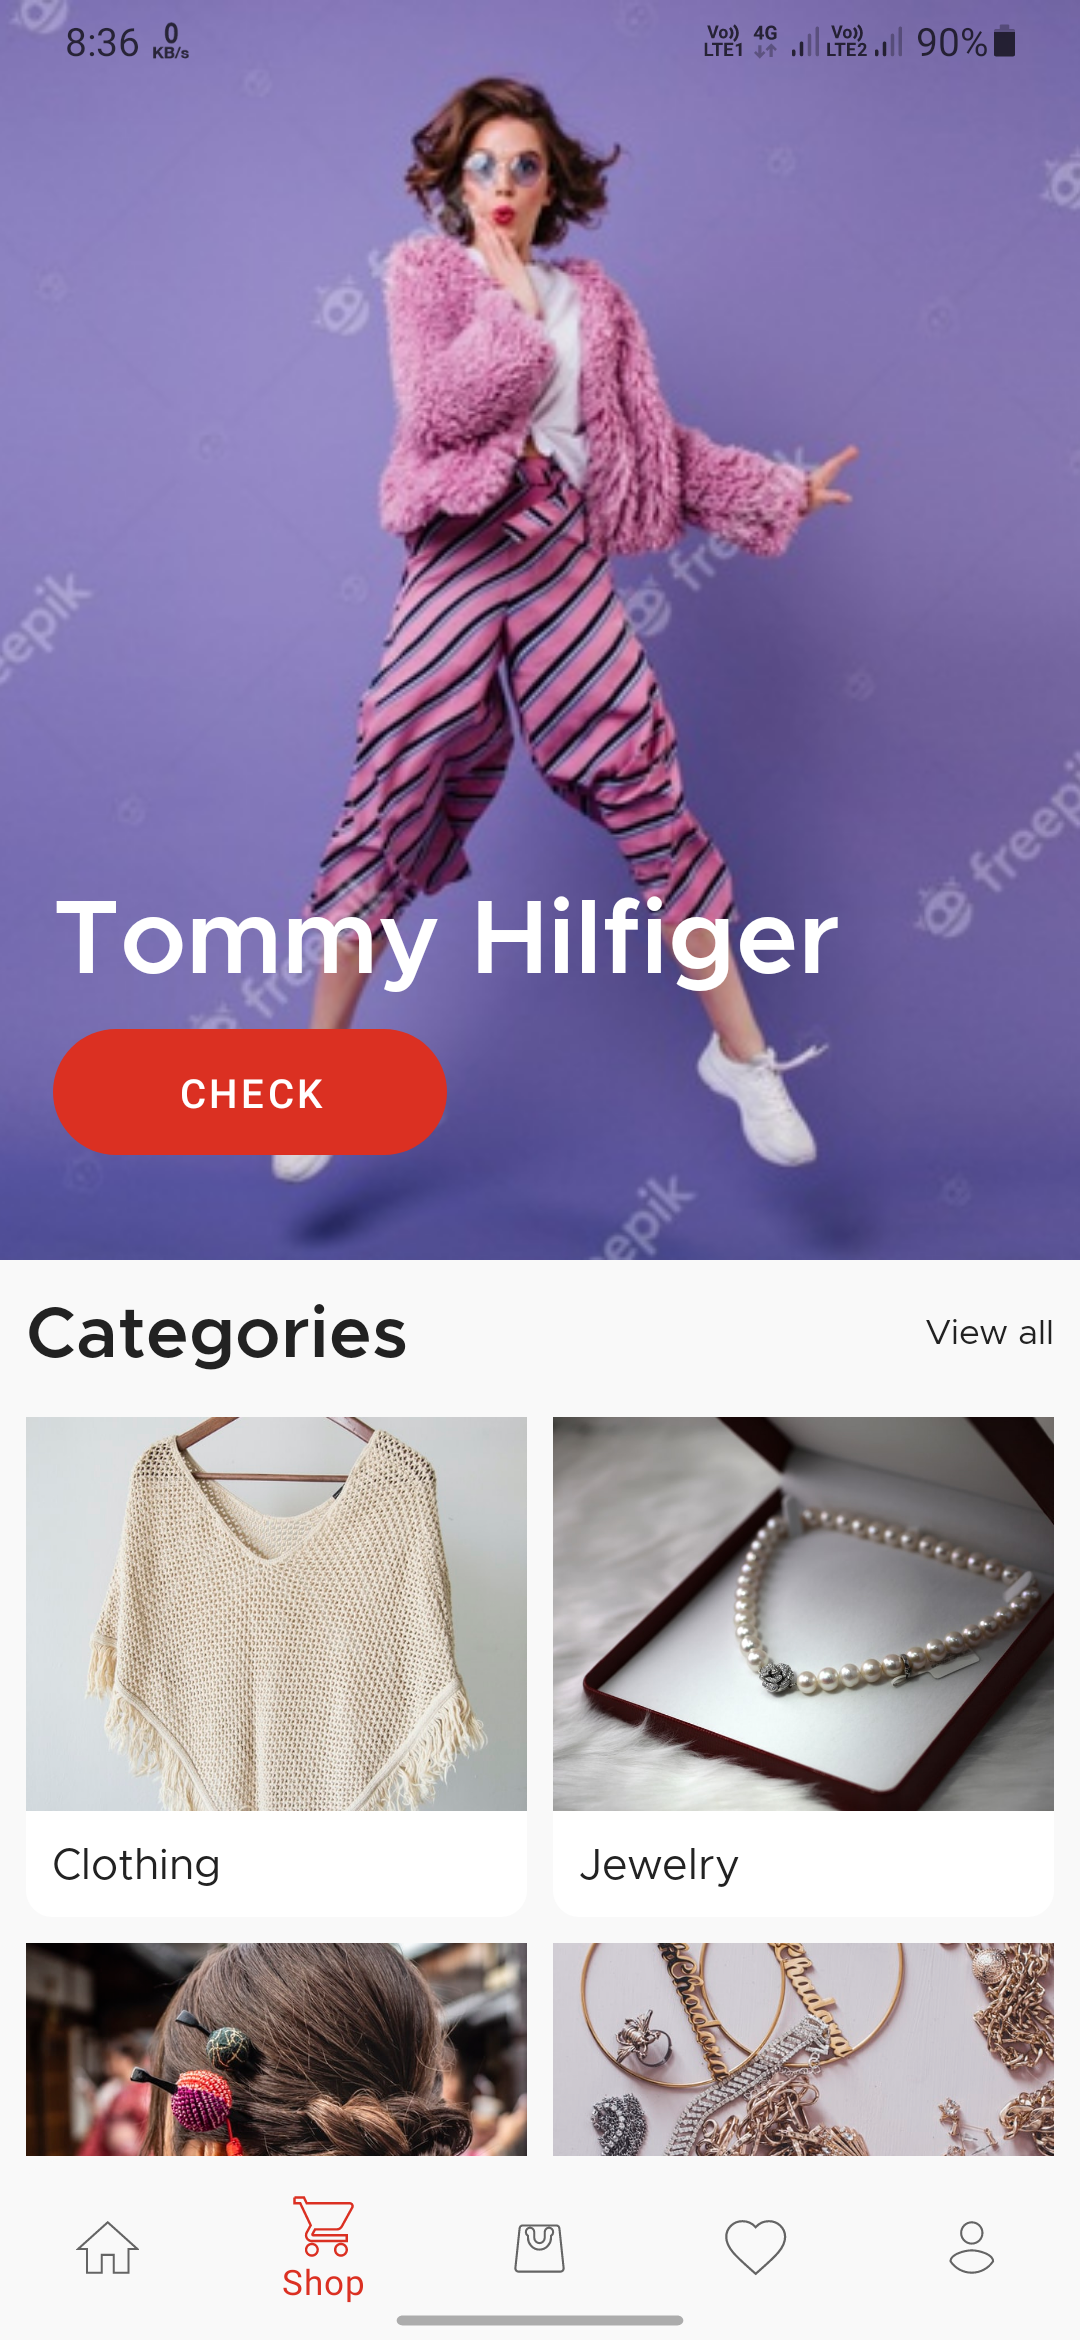 8:36 0 KB/s Vo)) LTE1 4G Vo)) LTE2 90%
freepik
freepik
Tommy Hilfiger
CHECK
Categories
View all
Clothing
Jewelry
Shop